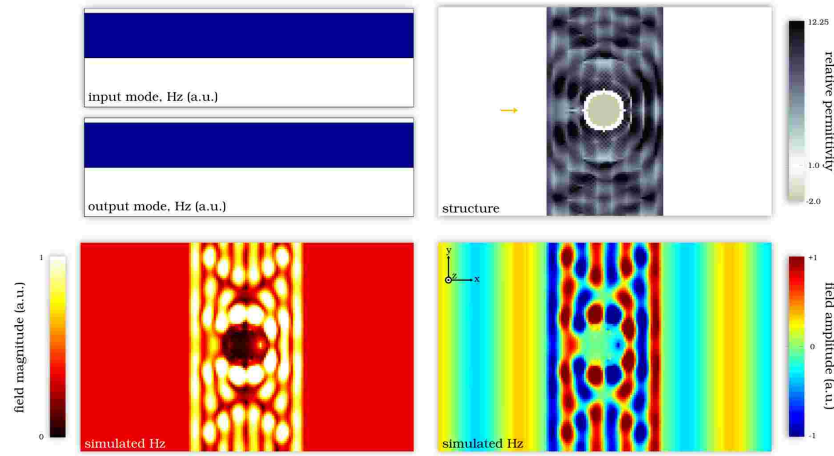 input mode, Hz (a.u.)
output mode, Hz (a.u.)
structure
12.25
1.0
-2.0
relative permittivity
1
0
field magnitude (a.u.)
simulated Hz
y
z
x
simulated Hz
+1
0
-1
field amplitude (a.u.)